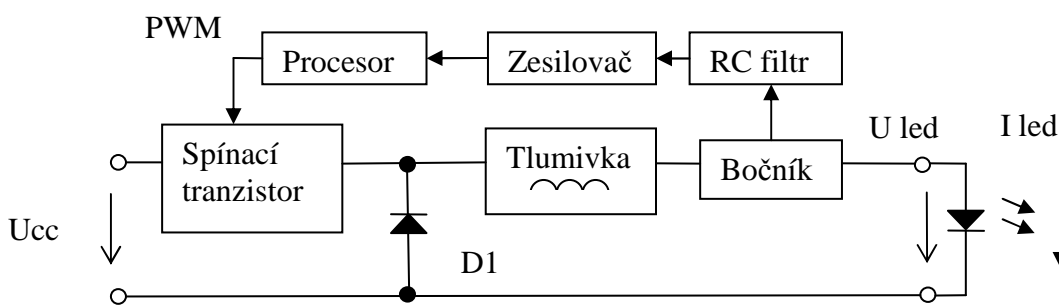 PWM
Procesor
Zesilovač
RC filtr
U led
I led
Spínací
tranzistor
Tlumivka
Bočník
Ucc
D1